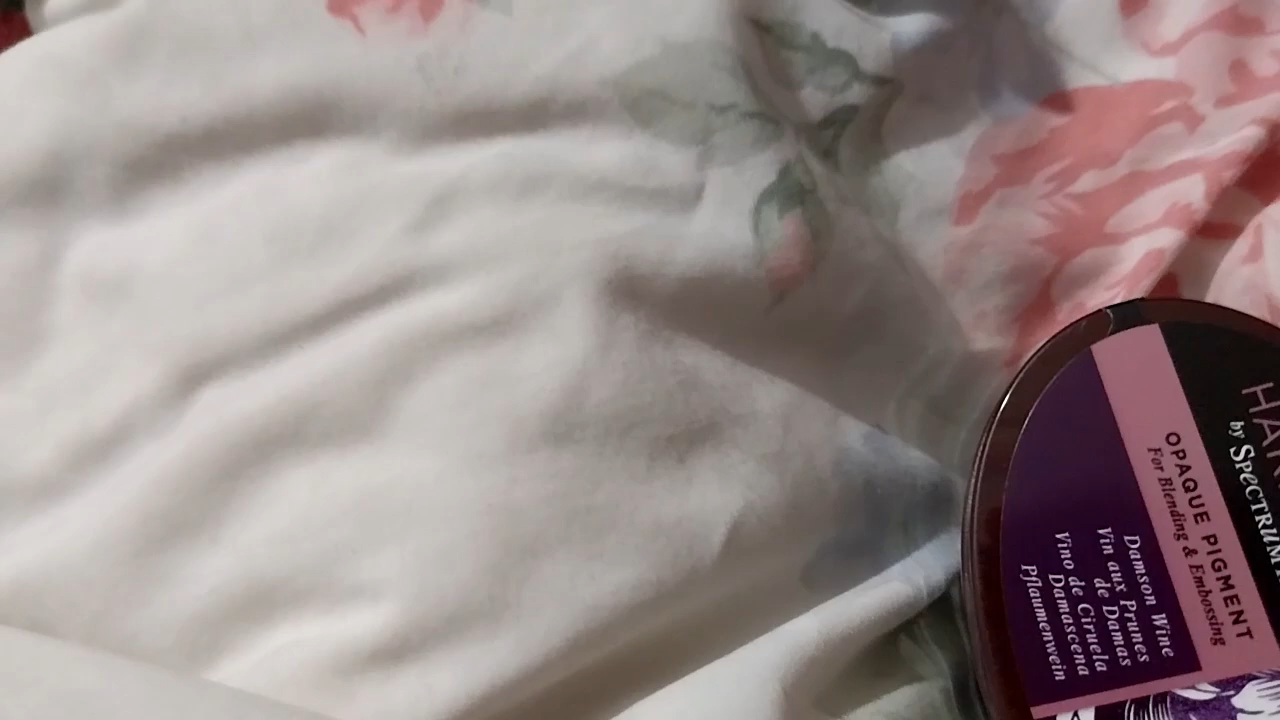 by SPECTRUM
OPAQUE PIGMENT
For Blending & Embossing
Damson Wine
Vin aux Prunes
de Damas
Vino de Ciruela
Damascena
Pflaumenwein